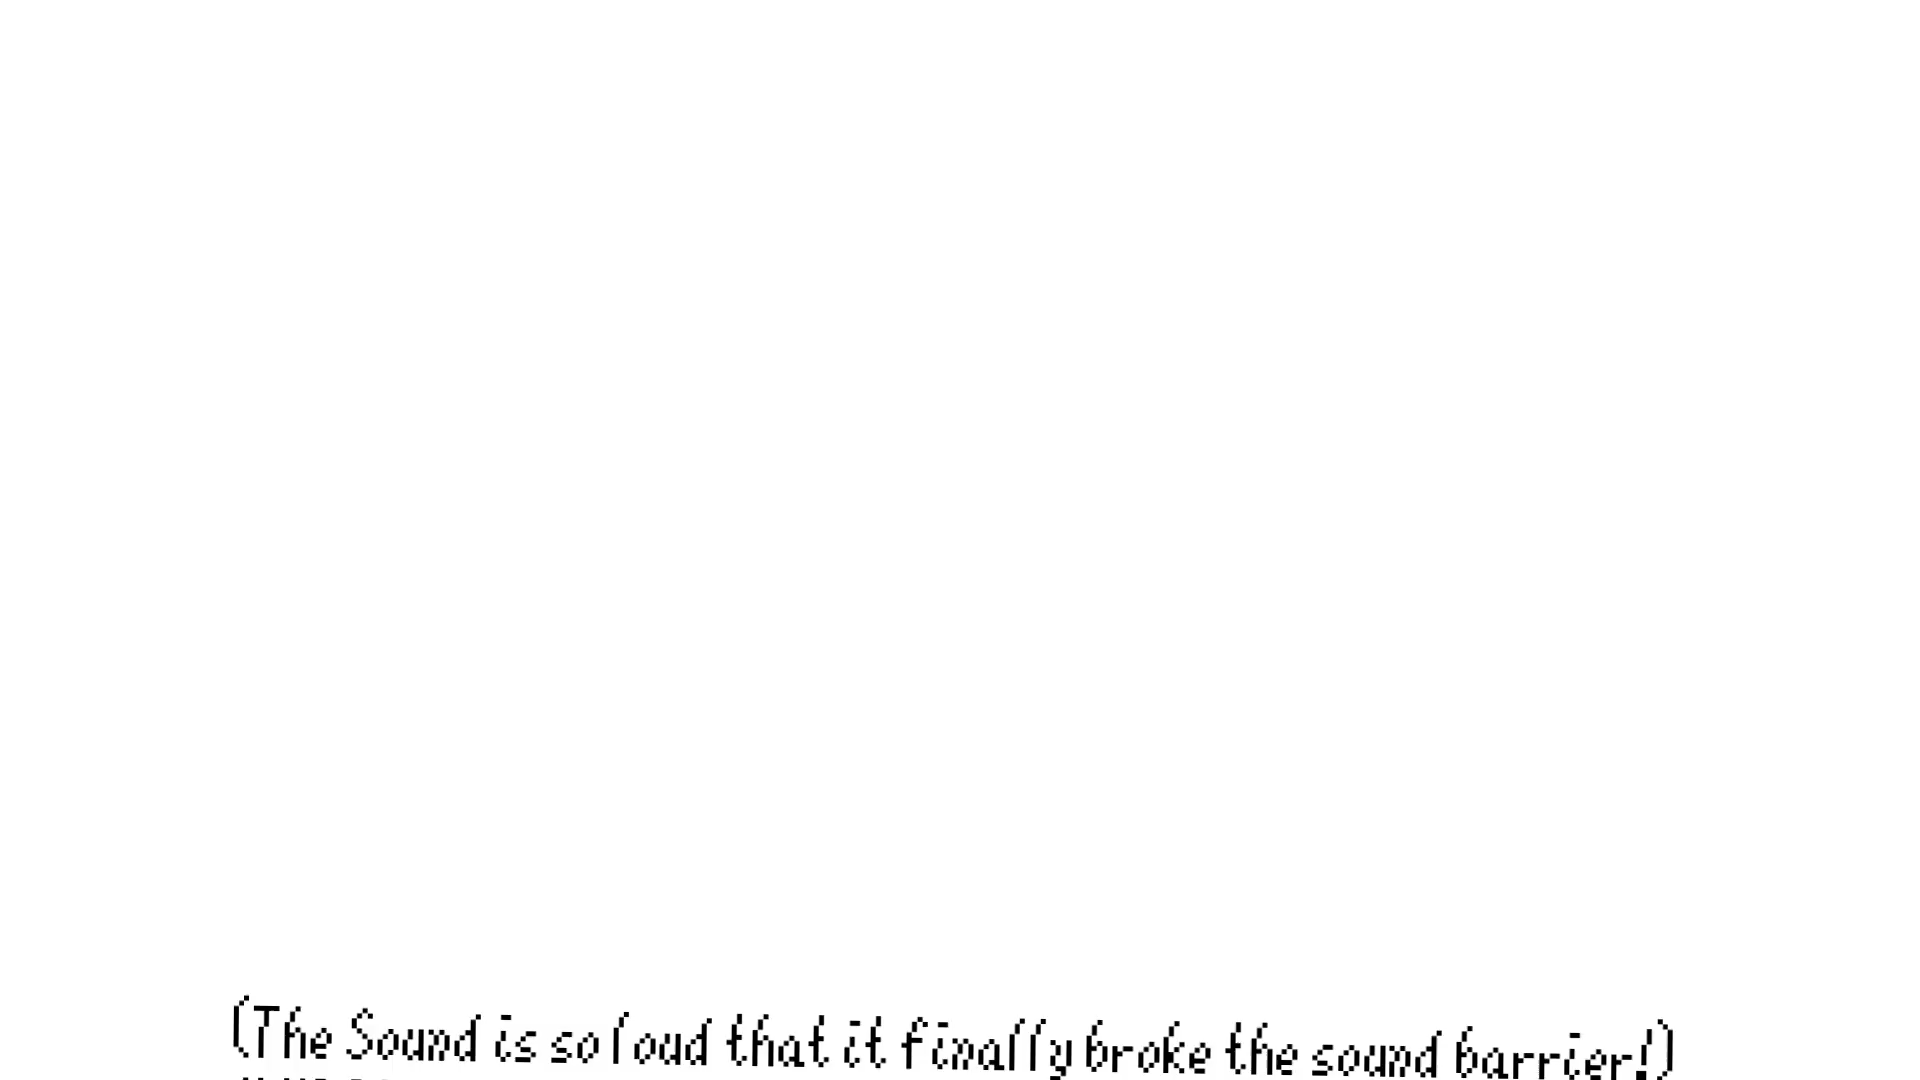 (The Sound is so loud that it finally broke the sound barrier!)